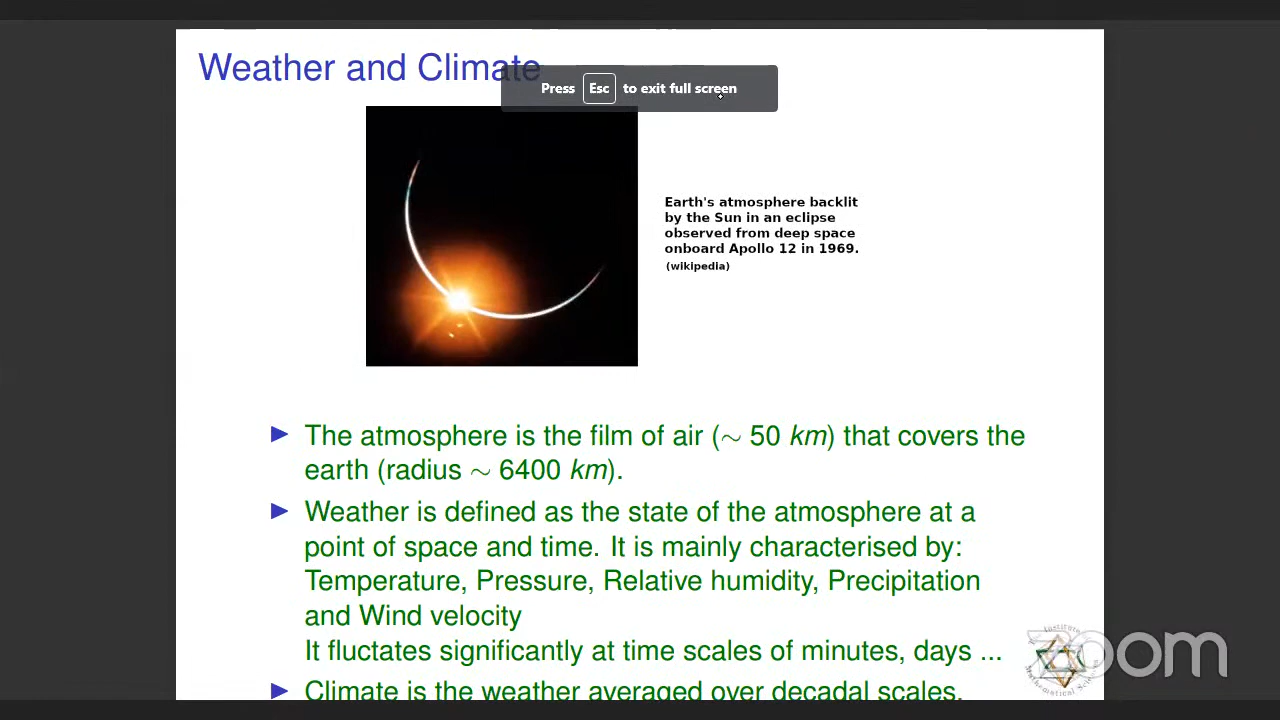 Weather and Climate
Press Esc to exit full screen
Earth's atmosphere backlit
by the Sun in an eclipse
observed from deep space
onboard Apollo 12 in 1969.
(wikipedia)
► The atmosphere is the film of air (∼ 50 km) that covers the
earth (radius ∼ 6400 km).
► Weather is defined as the state of the atmosphere at a
point of space and time. It is mainly characterised by:
Temperature, Pressure, Relative humidity, Precipitation
and Wind velocity
It fluctates significantly at time scales of minutes, days ...
► Climate is the weather averaged over decadal scales.
zoom